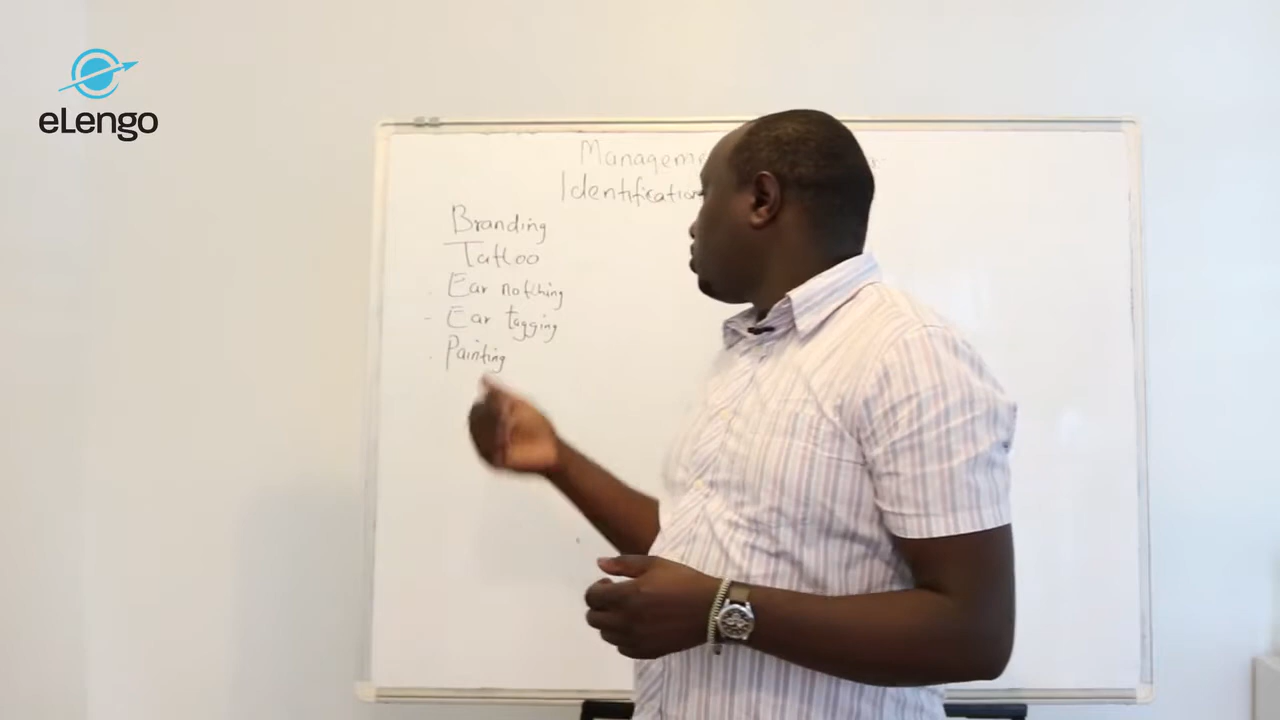 eLengo
Identification
Branding
Tattoo
. Ear notching
- Ear tagging
. Painting